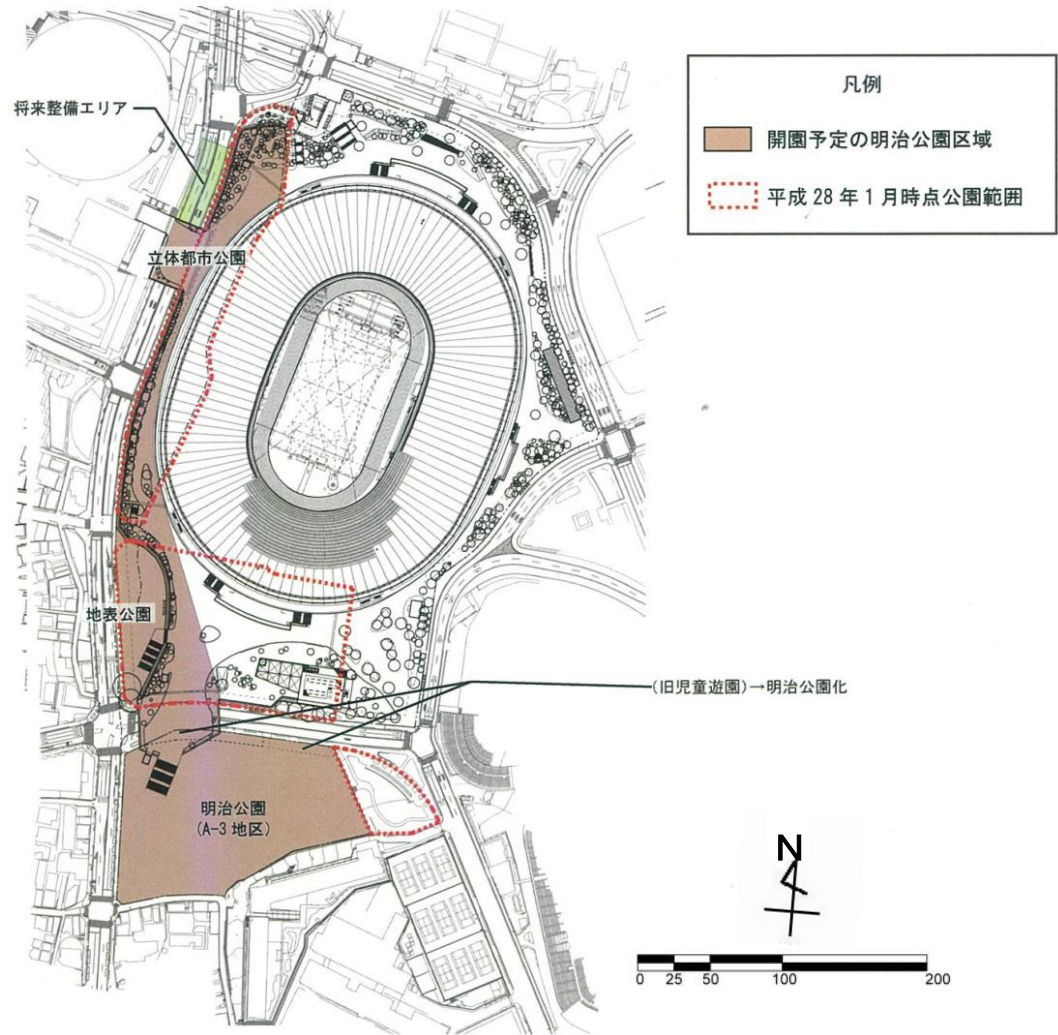 凡例
開園予定の明治公園区域
平成 28 年 1 月時点公園範囲
将来整備エリア
立体都市公園
地表公園
(旧児童遊園)→明治公園化
明治公園
(A-3 地区)
N
0 25 50 100 200